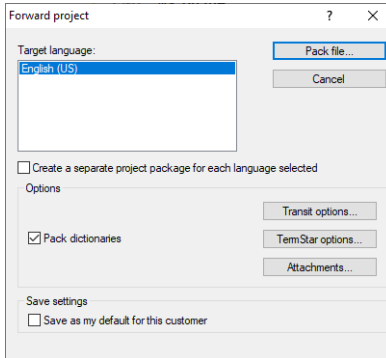 Forward project
Target language:
English (US)
Pack file...
Cancel
Create a separate project package for each language selected
Options
Transit options...
Pack dictionaries
TermStar options...
Attachments...
Save settings
Save as my default for this customer